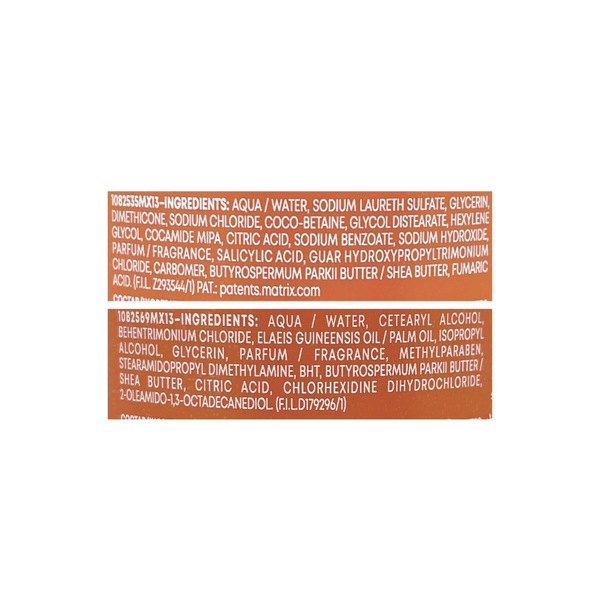 1082535MX13–INGREDIENTS: AQUA / WATER, SODIUM LAURETH SULFATE, GLYCERIN,
DIMETHICONE, SODIUM CHLORIDE, COCO-BETAINE, GLYCOL DISTEARATE, HEXYLENE
GLYCOL, COCAMIDE MIPA, CITRIC ACID, SODIUM BENZOATE, SODIUM HYDROXIDE,
PARFUM / FRAGRANCE, SALICYLIC ACID, GUAR HYDROXYPROPYLTRIMONIUM
CHLORIDE, CARBOMER, BUTYROSPERMUM PARKII BUTTER / SHEA BUTTER, FUMARIC
ACID. (F.I.L. Z293544/1) PAT.: patents.matrix.com
1082569MX13–INGREDIENTS: AQUA / WATER, CETEARYL ALCOHOL,
BEHENTRIMONIUM CHLORIDE, ELAEIS GUINEENSIS OIL / PALM OIL, ISOPROPYL
ALCOHOL, GLYCERIN, PARFUM / FRAGRANCE, METHYLPARABEN,
STEARAMIDOPROPYL DIMETHYLAMINE, BHT, BUTYROSPERMUM PARKII BUTTER /
SHEA BUTTER, CITRIC ACID, CHLORHEXIDINE DIHYDROCHLORIDE,
2-OLEAMIDO-1,3-OCTADECANEDIOL. (F.I.L.D179296/1)